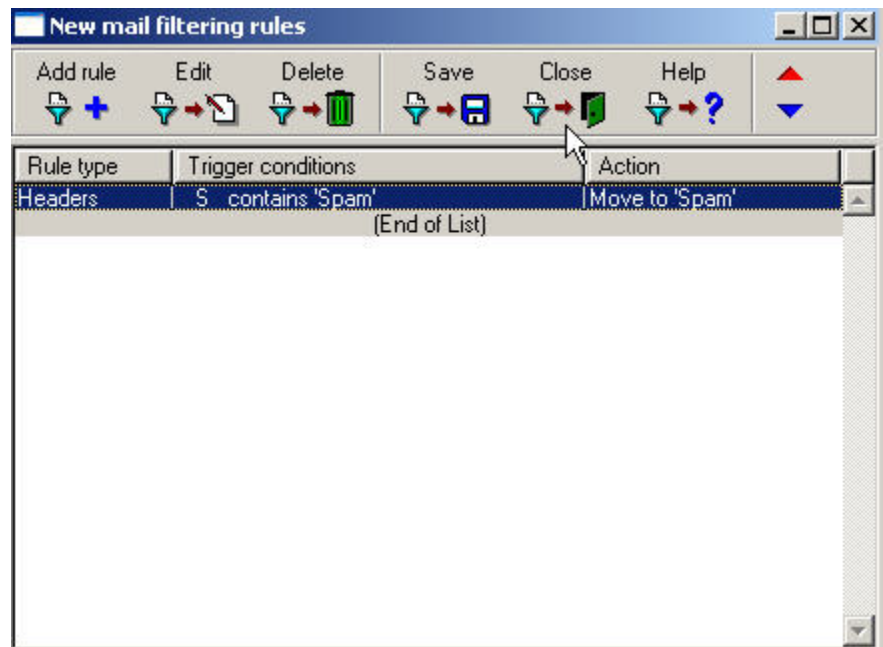 New mail filtering rules
Add rule Edit Delete Save Close Help
Rule type Trigger conditions Action
Headers S contains 'Spam' Move to 'Spam'
(End of List)